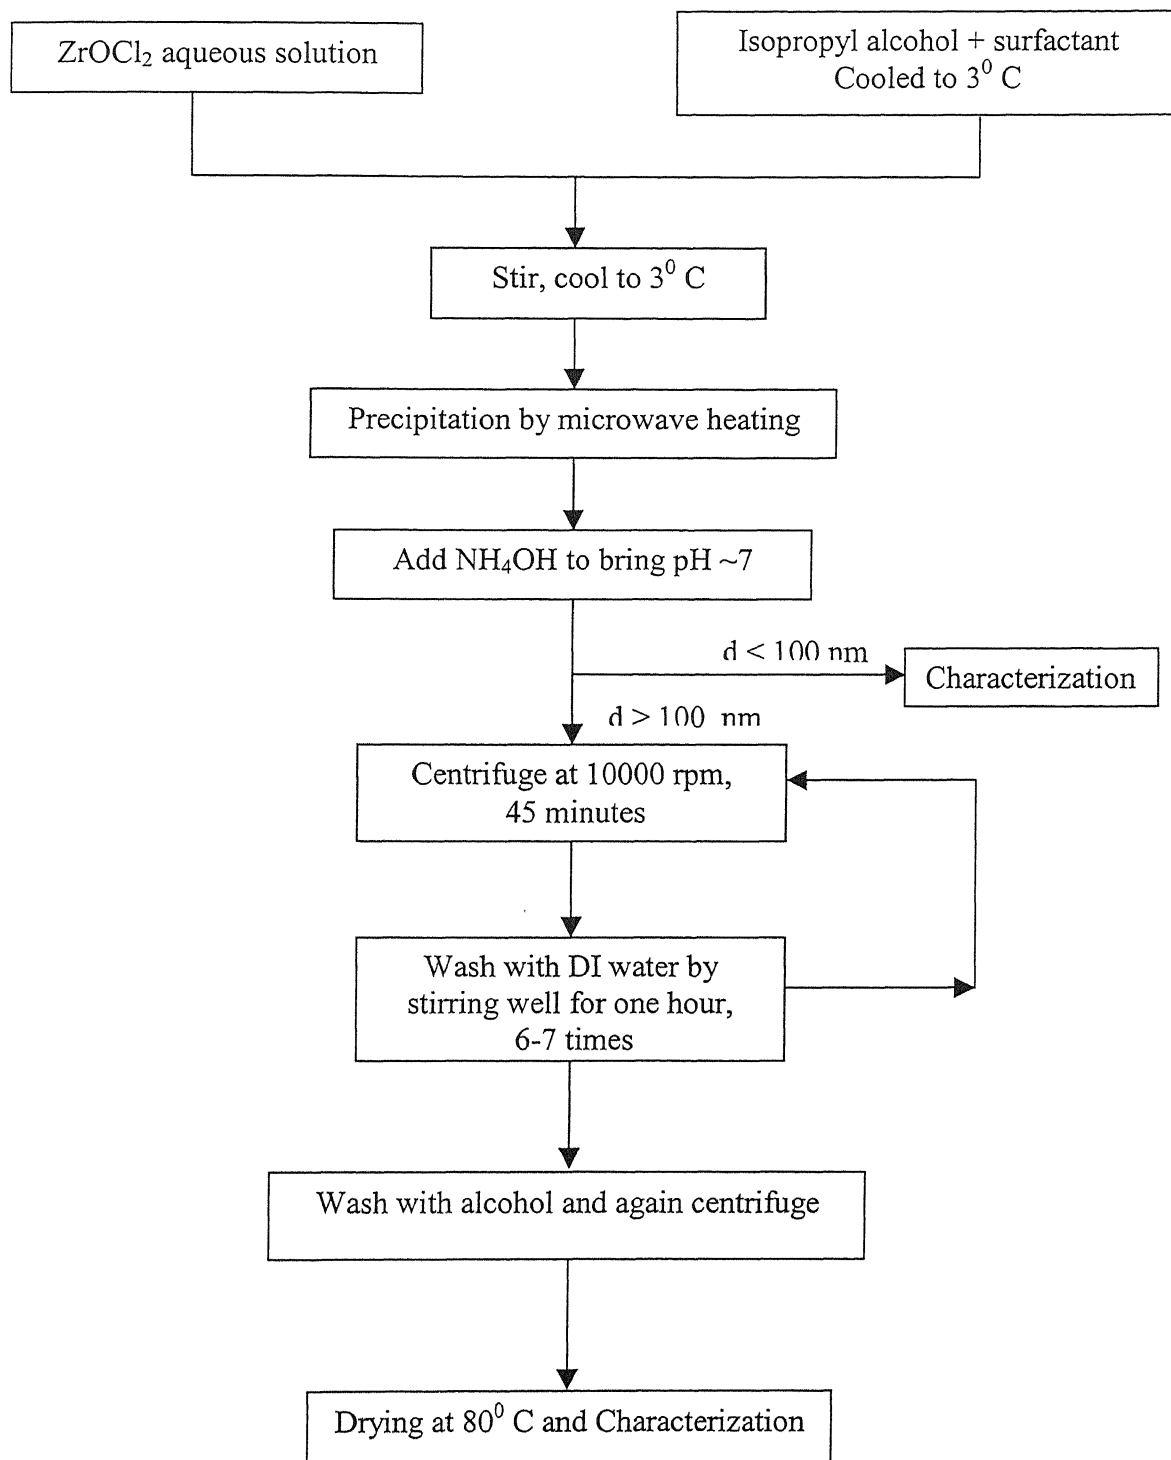 ZrOCl₂ aqueous solution
Isopropyl alcohol + surfactant
Cooled to 3⁰ C
Stir, cool to 3⁰ C
Precipitation by microwave heating
Add NH₄OH to bring pH ~7
d < 100 nm
Characterization
d > 100 nm
Centrifuge at 10000 rpm,
45 minutes
Wash with DI water by
stirring well for one hour,
6-7 times
Wash with alcohol and again centrifuge
Drying at 80⁰ C and Characterization